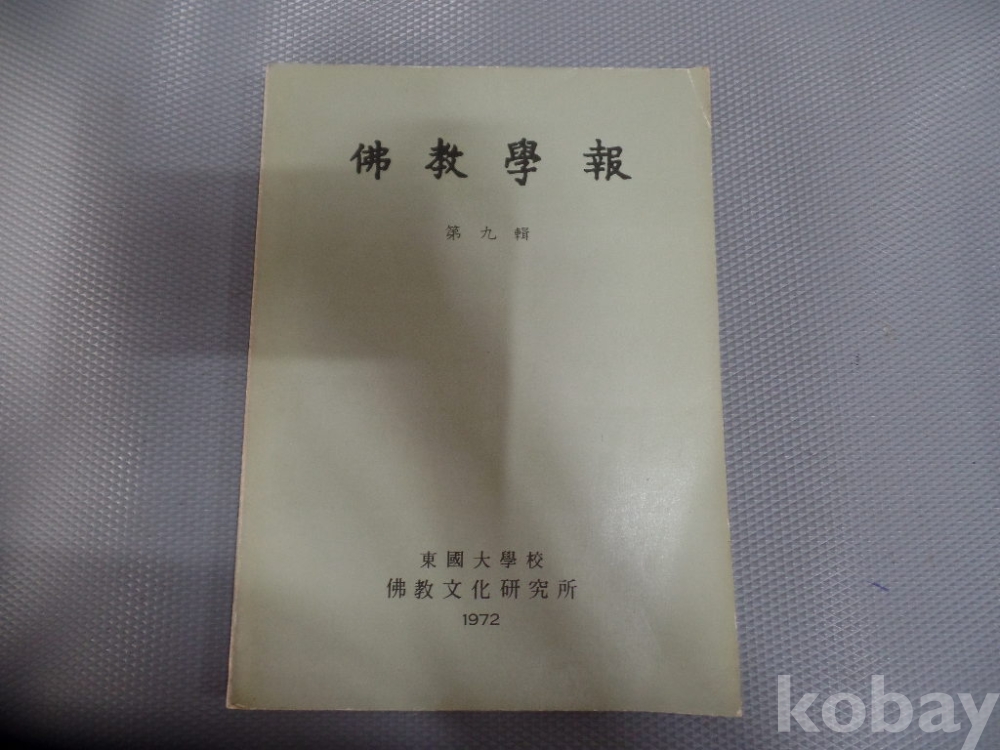 佛教學報
第九輯
東國大學校
佛教文化研究所
1972
kobay